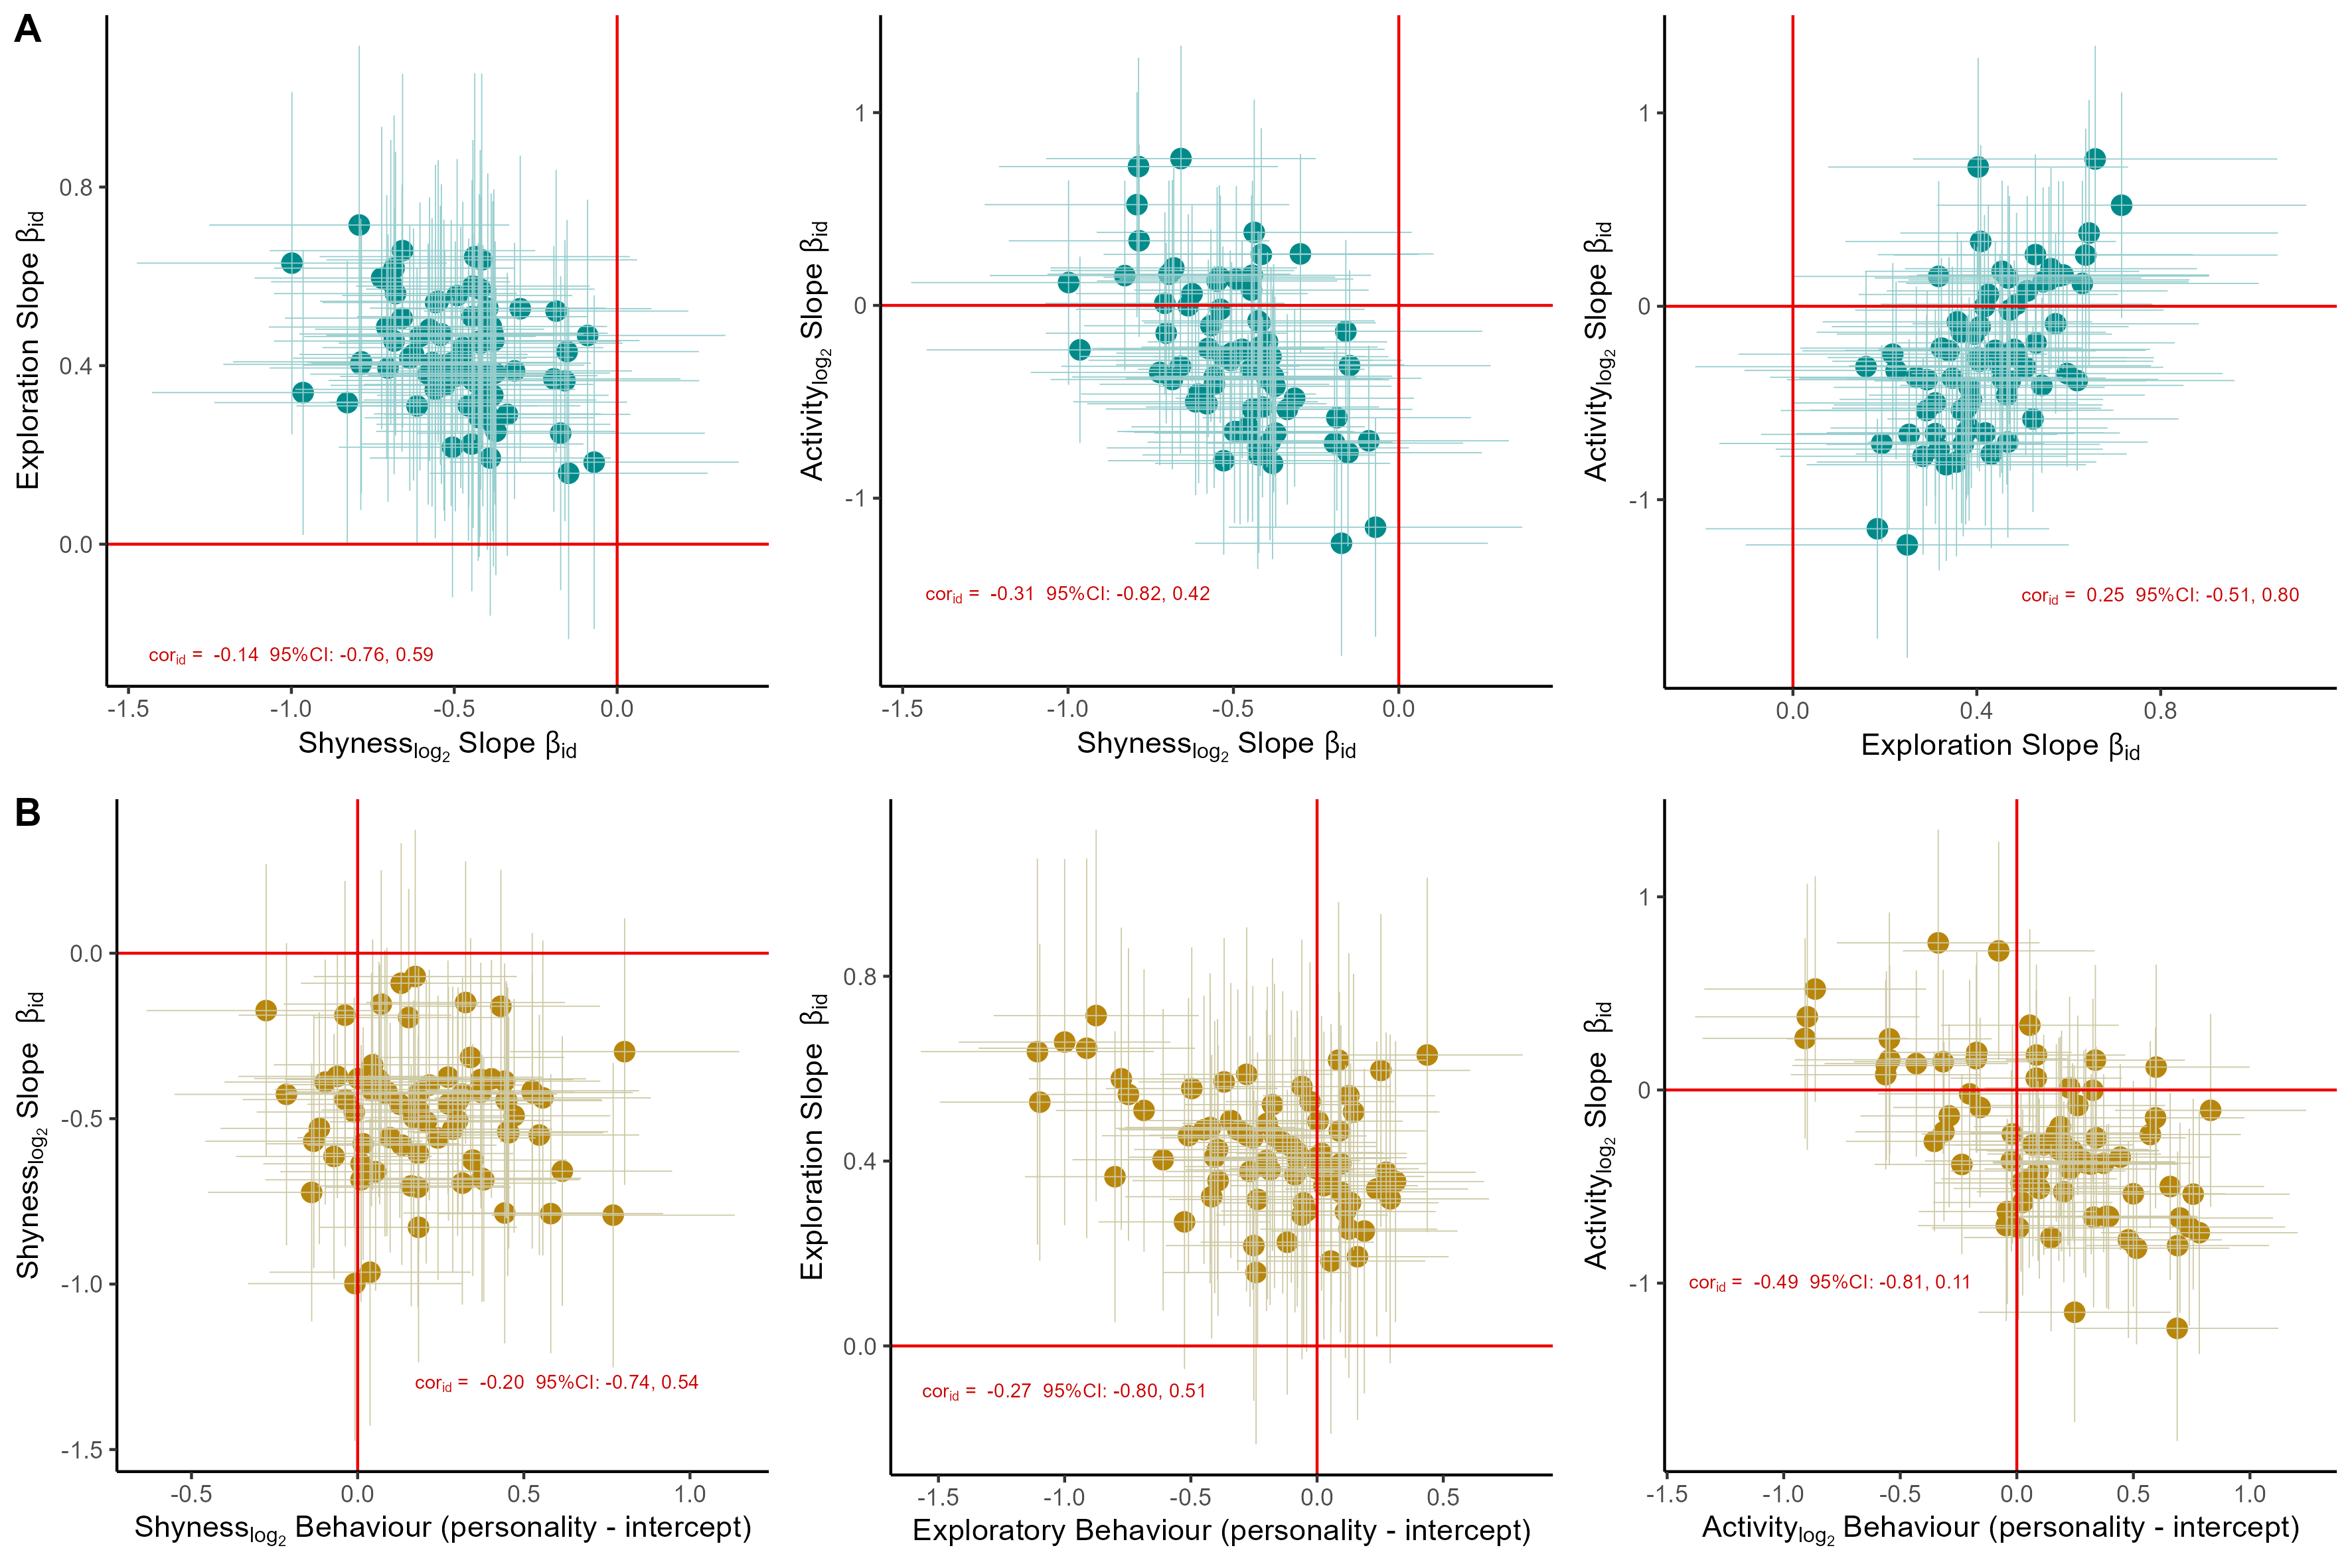 A
Exploration Slope βid
0.8
0.4
0.0
corid = -0.14 95%CI: -0.76, 0.59
-1.5 -1.0 -0.5 0.0
Shynesslog2 Slope βid
Activitylog2 Slope βid
1
0
-1
corid = -0.31 95%CI: -0.82, 0.42
-1.5 -1.0 -0.5 0.0
Shynesslog2 Slope βid
Activitylog2 Slope βid
1
0
-1
corid = 0.25 95%CI: -0.51, 0.80
0.0 0.4 0.8
Exploration Slope βid
B
Shynesslog2 Slope βid
0.0
-0.5
-1.0
-1.5
corid = -0.20 95%CI: -0.74, 0.54
-0.5 0.0 0.5 1.0
Shynesslog2 Behaviour (personality - intercept)
Exploration Slope βid
0.8
0.4
0.0
corid = -0.27 95%CI: -0.80, 0.51
-1.5 -1.0 -0.5 0.0 0.5
Exploratory Behaviour (personality - intercept)
Activitylog2 Slope βid
1
0
-1
corid = -0.49 95%CI: -0.81, 0.11
-1.5 -1.0 -0.5 0.0 0.5 1.0
Activitylog2 Behaviour (personality - intercept)